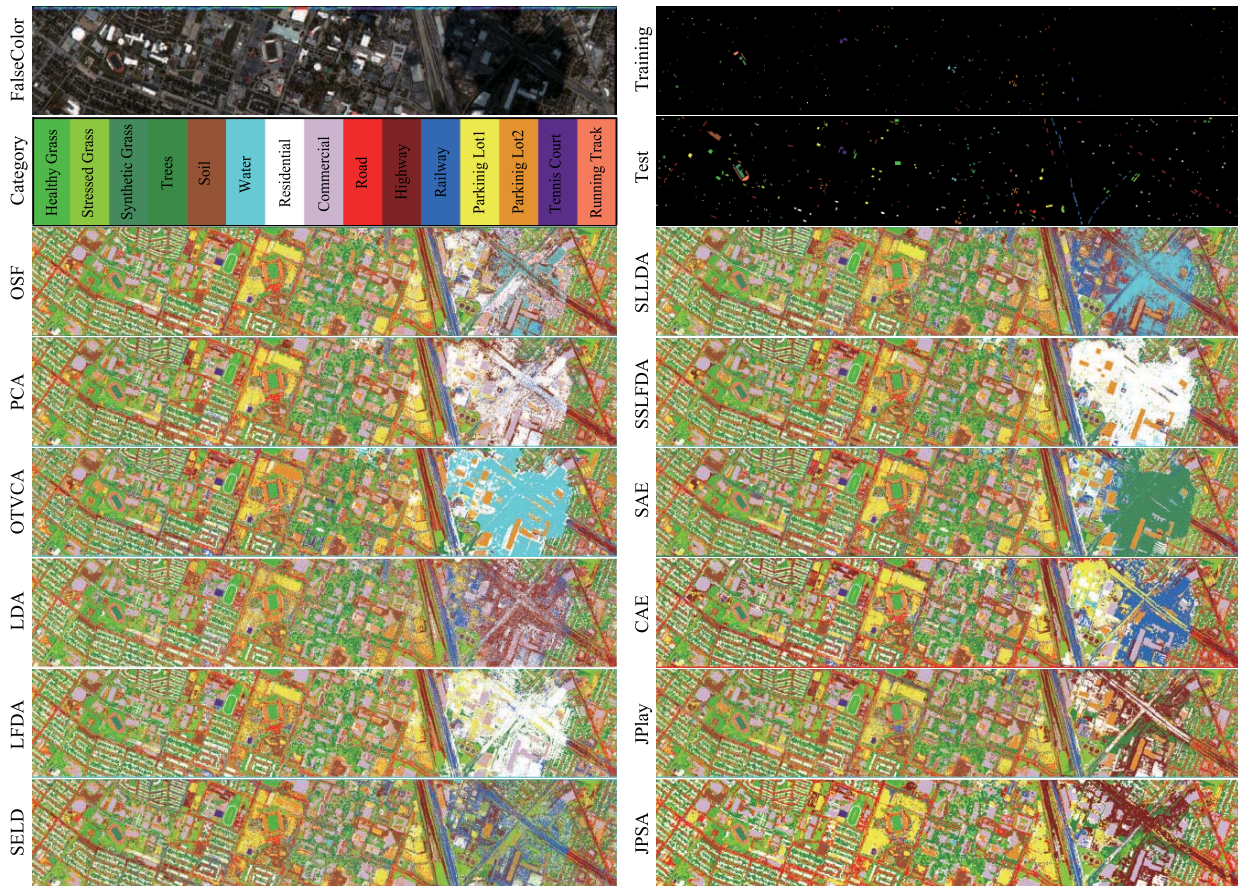 FalseColor
Training
Category
Healthy Grass
Stressed Grass
Synthetic Grass
Trees
Soil
Water
Residential
Commercial
Road
Highway
Railway
Parkinig Lot1
Parkinig Lot2
Tennis Court
Running Track
Test
OSF
SLLDA
PCA
SSLFDA
OTVCA
SAE
LDA
CAE
LFDA
JPlay
SELD
JPSA